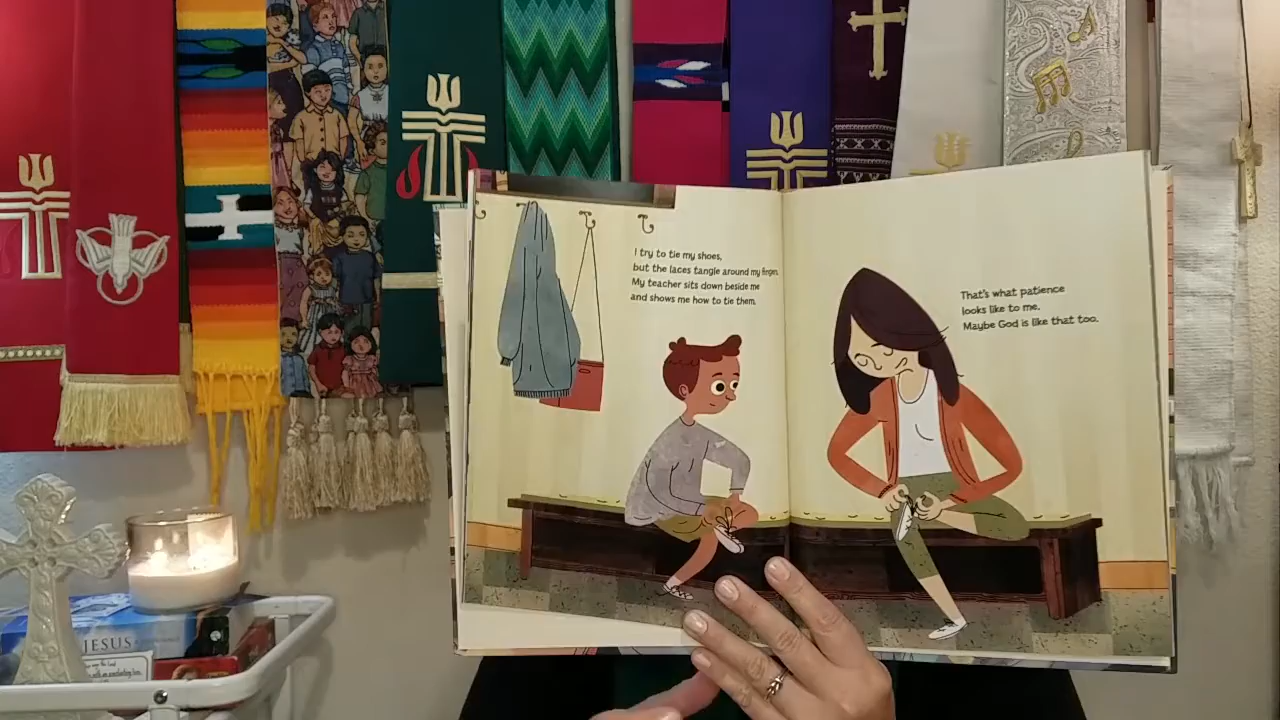 I try to tie my shoes,
but the laces tangle around my fingers.
My teacher sits down beside me
and shows me how to tie them.
That's what patience
looks like to me.
Maybe God is like that too.
JESUS